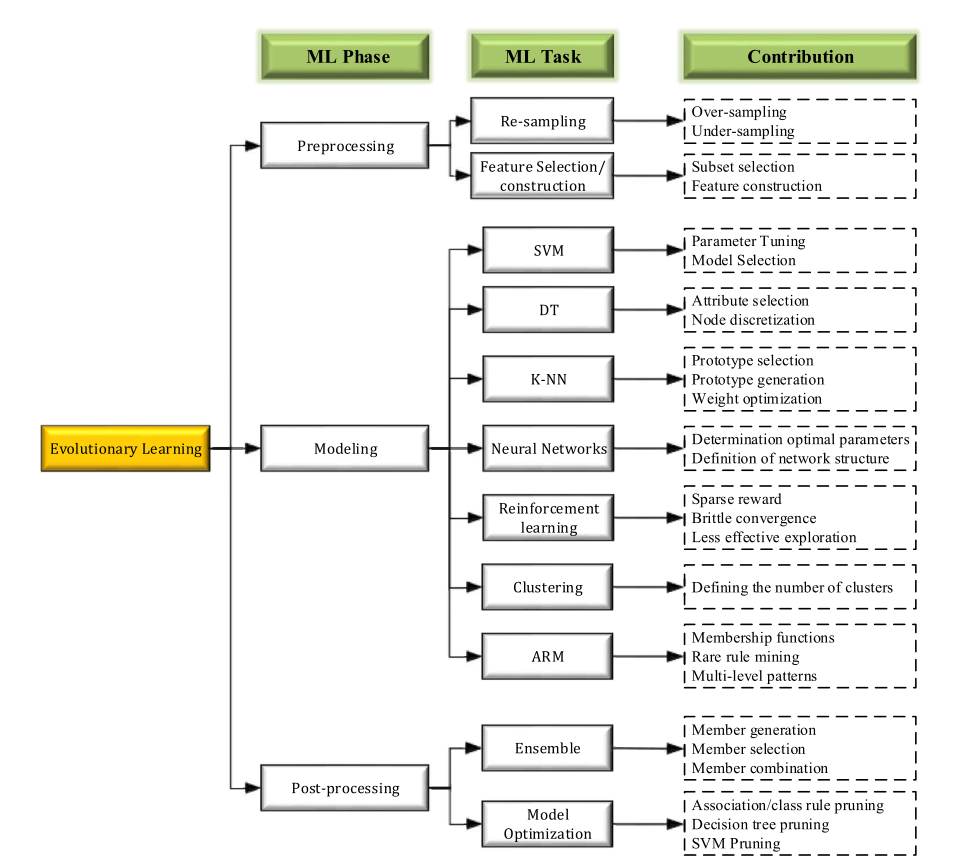 ML Phase
ML Task
Contribution
Preprocessing
Re-sampling
Over-sampling
Under-sampling
Feature Selection/
construction
Subset selection
Feature construction
Evolutionary Learning
Modeling
SVM
Parameter Tuning
Model Selection
DT
Attribute selection
Node discretization
K-NN
Prototype selection
Prototype generation
Weight optimization
Neural Networks
Determination optimal parameters
Definition of network structure
Reinforcement
learning
Sparse reward
Brittle convergence
Less effective exploration
Clustering
Defining the number of clusters
ARM
Membership functions
Rare rule mining
Multi-level patterns
Post-processing
Ensemble
Member generation
Member selection
Member combination
Model
Optimization
Association/class rule pruning
Decision tree pruning
SVM Pruning